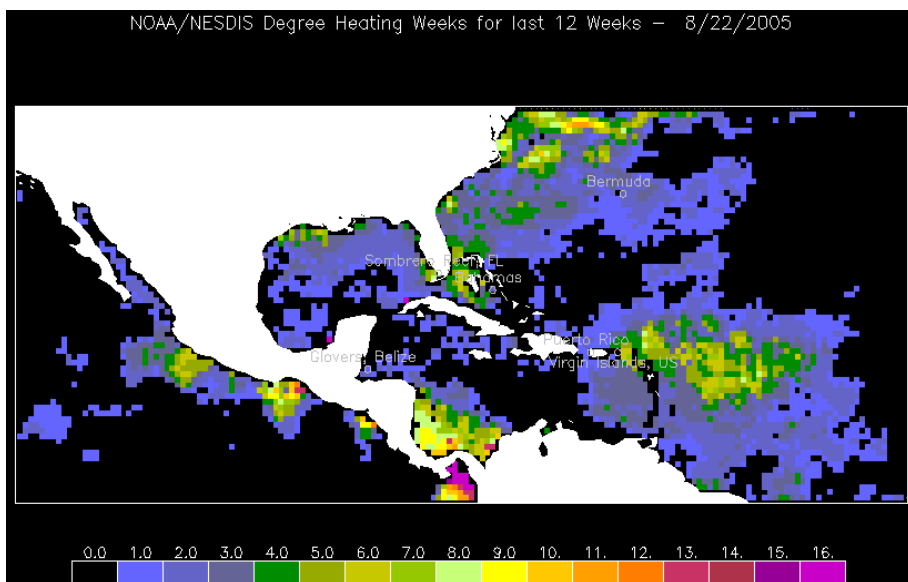 NOAA/NESDIS Degree Heating Weeks for last 12 Weeks - 8/22/2005
Bermuda
Sombrero Reef, FL
Bahamas
Puerto Rico
Glovers, Belize
Virgin Islands, US
0.0 1.0 2.0 3.0 4.0 5.0 6.0 7.0 8.0 9.0 10. 11. 12. 13. 14. 15. 16.